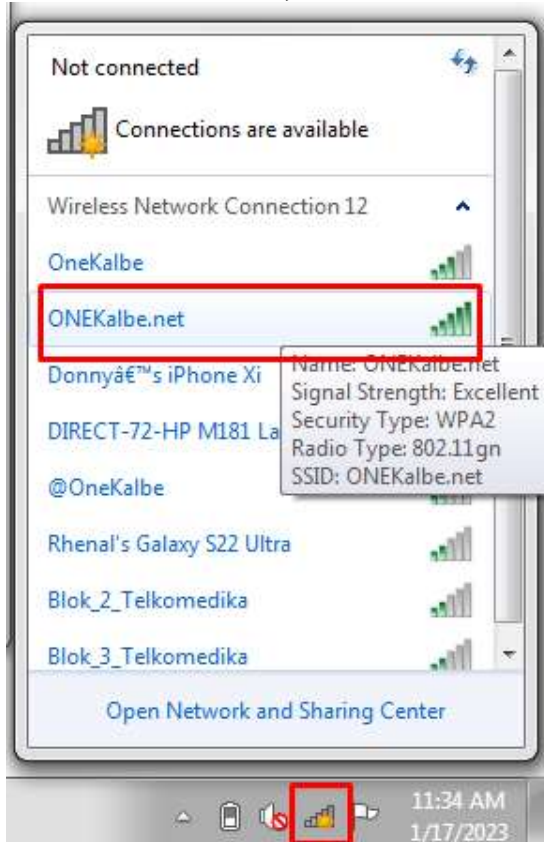 Not connected
Connections are available
Wireless Network Connection 12
OneKalbe
ONEKalbe.net
Name: ONEKalbe.net
Signal Strength: Excellent
Security Type: WPA2
Radio Type: 802.11gn
SSID: ONEKalbe.net
Donnyâ€™s iPhone Xi
DIRECT-72-HP M181 La
@OneKalbe
Rhenal's Galaxy S22 Ultra
Blok_2_Telkomedika
Blok_3_Telkomedika
Open Network and Sharing Center
11:34 AM
1/17/2023